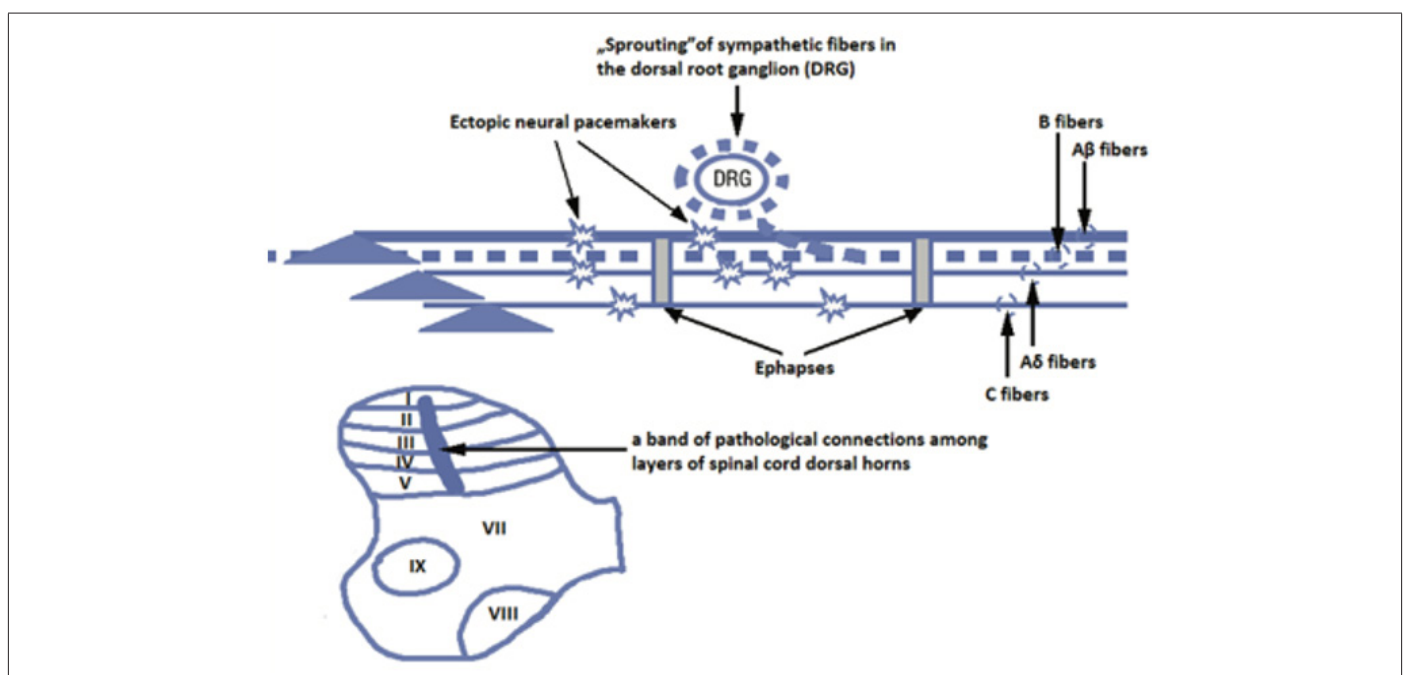 „Sprouting”of sympathetic fibers in
the dorsal root ganglion (DRG)
Ectopic neural pacemakers
B fibers
Aβ fibers
DRG
Ephapses
Aδ fibers
C fibers
I
II
III
IV
V
a band of pathological connections among
layers of spinal cord dorsal horns
VII
IX
VIII